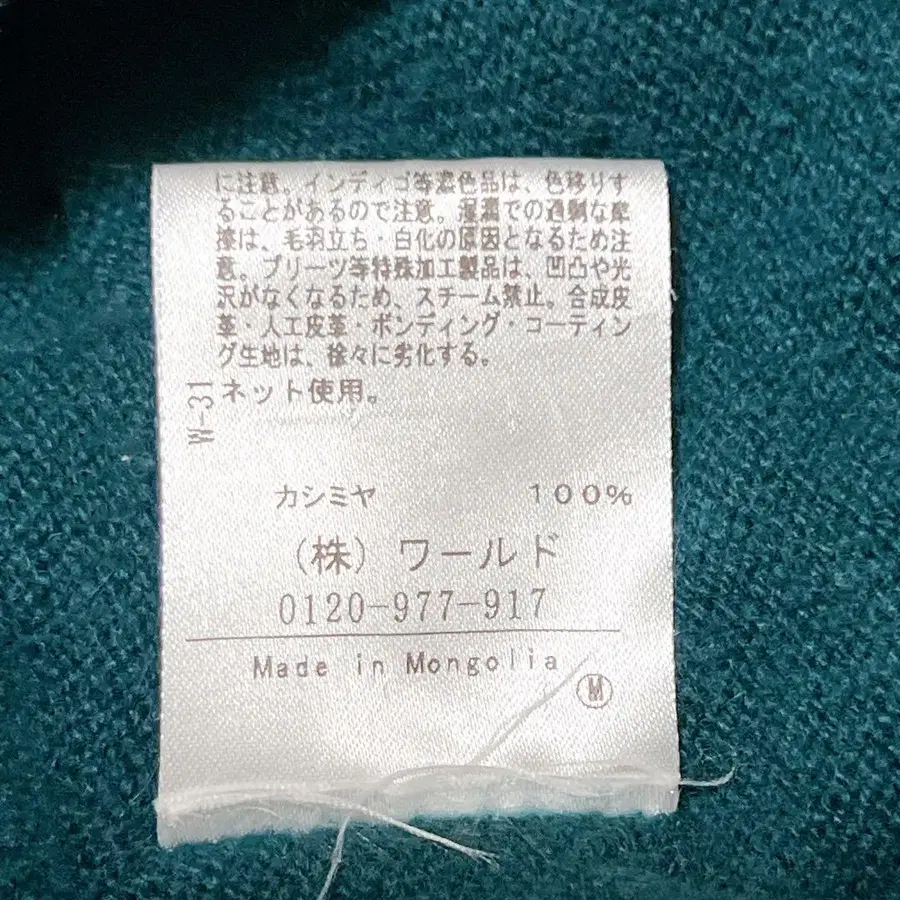 に注意。インディゴ等濃色品は、色移りす
ることがあるので注意。湿潤での過剰な摩
擦は、毛羽立ち・白化の原因となるため注
意。プリーツ等特殊加工製品は、凹凸や光
沢がなくなるため、スチーム禁止。合成皮
革・人工皮革・ボンディング・コーティン
グ生地は、徐々に劣化する。
ネット使用。
W-31
カシミヤ 100%
(株) ワールド
0120-977-917
Made in Mongolia
M